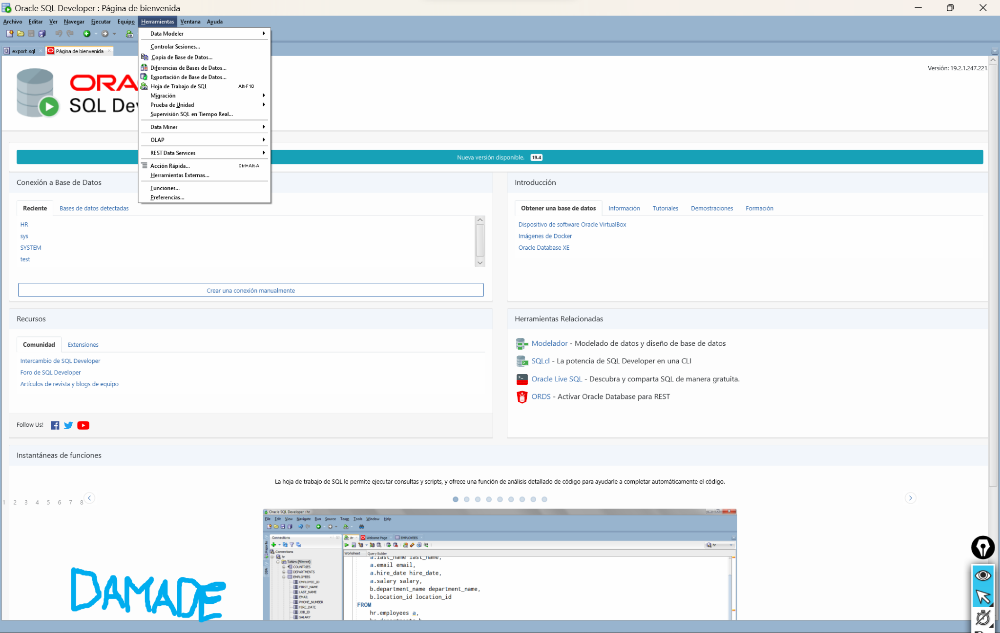 Oracle SQL Developer : Página de bienvenida
Archivo Editar Ver Navegar Ejecutar Equipo Herramientas Ventana Ayuda
export.sql Página de bienvenida
Data Modeler
Controlar Sesiones...
Copia de Base de Datos...
Diferencias de Bases de Datos...
Exportación de Base de Datos...
Hoja de Trabajo de SQL Alt-F10
Migración
Prueba de Unidad
Supervisión SQL en Tiempo Real...
Data Miner
OLAP
REST Data Services
Acción Rápida... Ctrl+Alt-A
Herramientas Externas...
Funciones...
Preferencias...
Versión: 19.2.1.247.221
ORA
SQL Dev
Nueva versión disponible. 19.4
Conexión a Base de Datos
Reciente Bases de datos detectadas
HR
sys
SYSTEM
test
Crear una conexión manualmente
Introducción
Obtener una base de datos Información Tutoriales Demostraciones Formación
Dispositivo de software Oracle VirtualBox
Imágenes de Docker
Oracle Database XE
Recursos
Comunidad Extensiones
Intercambio de SQL Developer
Foro de SQL Developer
Artículos de revista y blogs de equipo
Follow Us!
Herramientas Relacionadas
Modelador - Modelado de datos y diseño de base de datos
SQLcl - La potencia de SQL Developer en una CLI
Oracle Live SQL - Descubra y comparta SQL de manera gratuita.
ORDS - Activar Oracle Database para REST
Instantáneas de funciones
La hoja de trabajo de SQL le permite ejecutar consultas y scripts, y ofrece una función de análisis detallado de código para ayudarle a completar automáticamente el código.
1 2 3 4 5 6 7 8
Oracle SQL Developer : hr
File Edit View Navigate Run Source Team Tools Window Help
Connections
hr Welcome Page EMPLOYEES
hr
Reports
DBA
Connections
hr
Tables (Filtered)
COUNTRIES
DEPARTMENTS
EMPLOYEES
EMPLOYEE_ID
FIRST_NAME
LAST_NAME
EMAIL
PHONE_NUMBER
HIRE_DATE
JOB_ID
SALARY
Worksheet Query Builder
a.last_name last_name,
a.email email,
a.hire_date hire_date,
a.salary salary,
b.department_name department_name,
b.location_id location_id
FROM
hr.employees a,
DAMADE